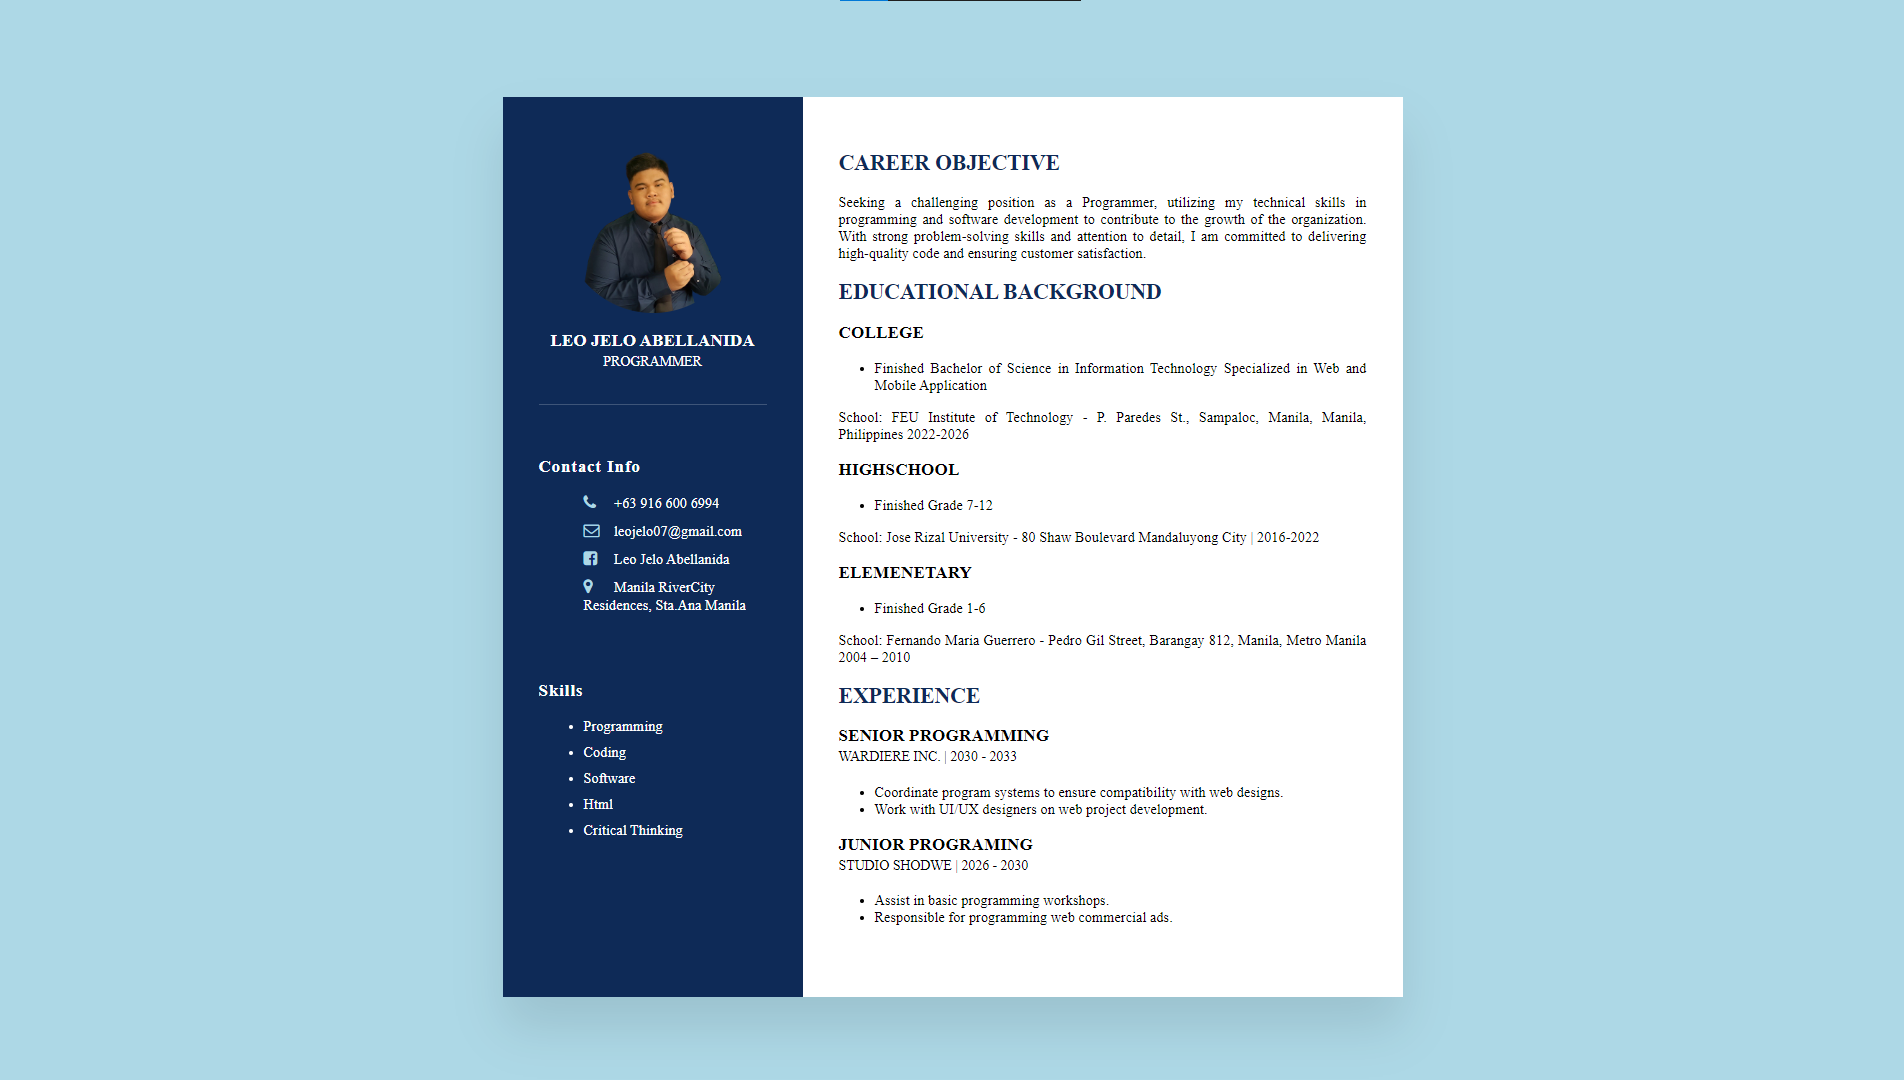 LEO JELO ABELLANIDA
PROGRAMMER
Contact Info
+63 916 600 6994
leojelo07@gmail.com
Leo Jelo Abellanida
Manila RiverCity
Residences, Sta.Ana Manila
Skills
• Programming
• Coding
• Software
• Html
• Critical Thinking
CAREER OBJECTIVE
Seeking a challenging position as a Programmer, utilizing my technical skills in
programming and software development to contribute to the growth of the organization.
With strong problem-solving skills and attention to detail, I am committed to delivering
high-quality code and ensuring customer satisfaction.
EDUCATIONAL BACKGROUND
COLLEGE
• Finished Bachelor of Science in Information Technology Specialized in Web and
Mobile Application
School: FEU Institute of Technology - P. Paredes St., Sampaloc, Manila, Manila,
Philippines 2022-2026
HIGHSCHOOL
• Finished Grade 7-12
School: Jose Rizal University - 80 Shaw Boulevard Mandaluyong City | 2016-2022
ELEMENETARY
• Finished Grade 1-6
School: Fernando Maria Guerrero - Pedro Gil Street, Barangay 812, Manila, Metro Manila
2004 – 2010
EXPERIENCE
SENIOR PROGRAMMING
WARDIERE INC. | 2030 - 2033
• Coordinate program systems to ensure compatibility with web designs.
• Work with UI/UX designers on web project development.
JUNIOR PROGRAMING
STUDIO SHODWE | 2026 - 2030
• Assist in basic programming workshops.
• Responsible for programming web commercial ads.